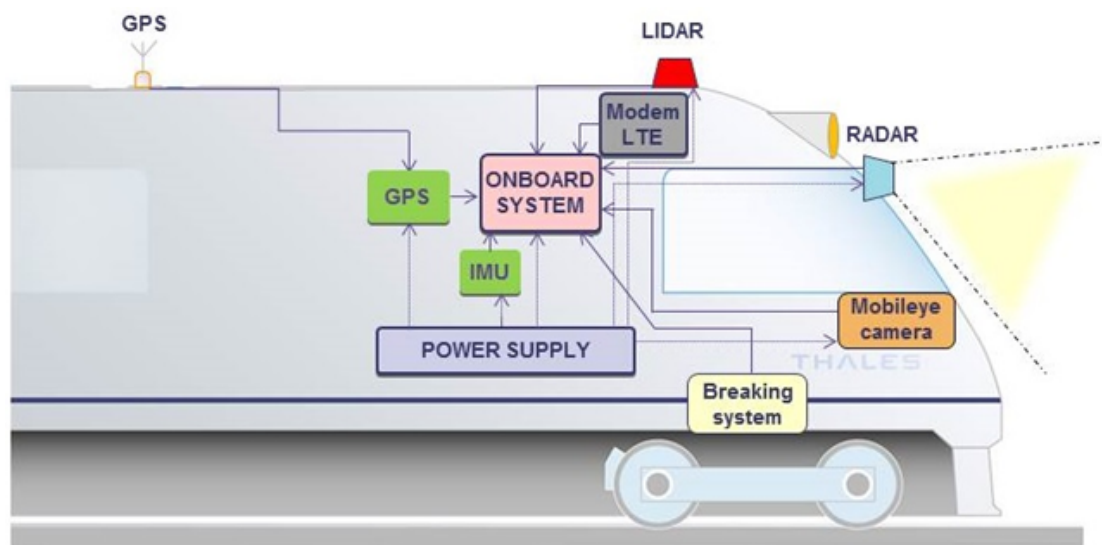 GPS
LIDAR
Modem
LTE
RADAR
ONBOARD
SYSTEM
GPS
IMU
Mobileye
camera
POWER SUPPLY
THALES
Breaking
system